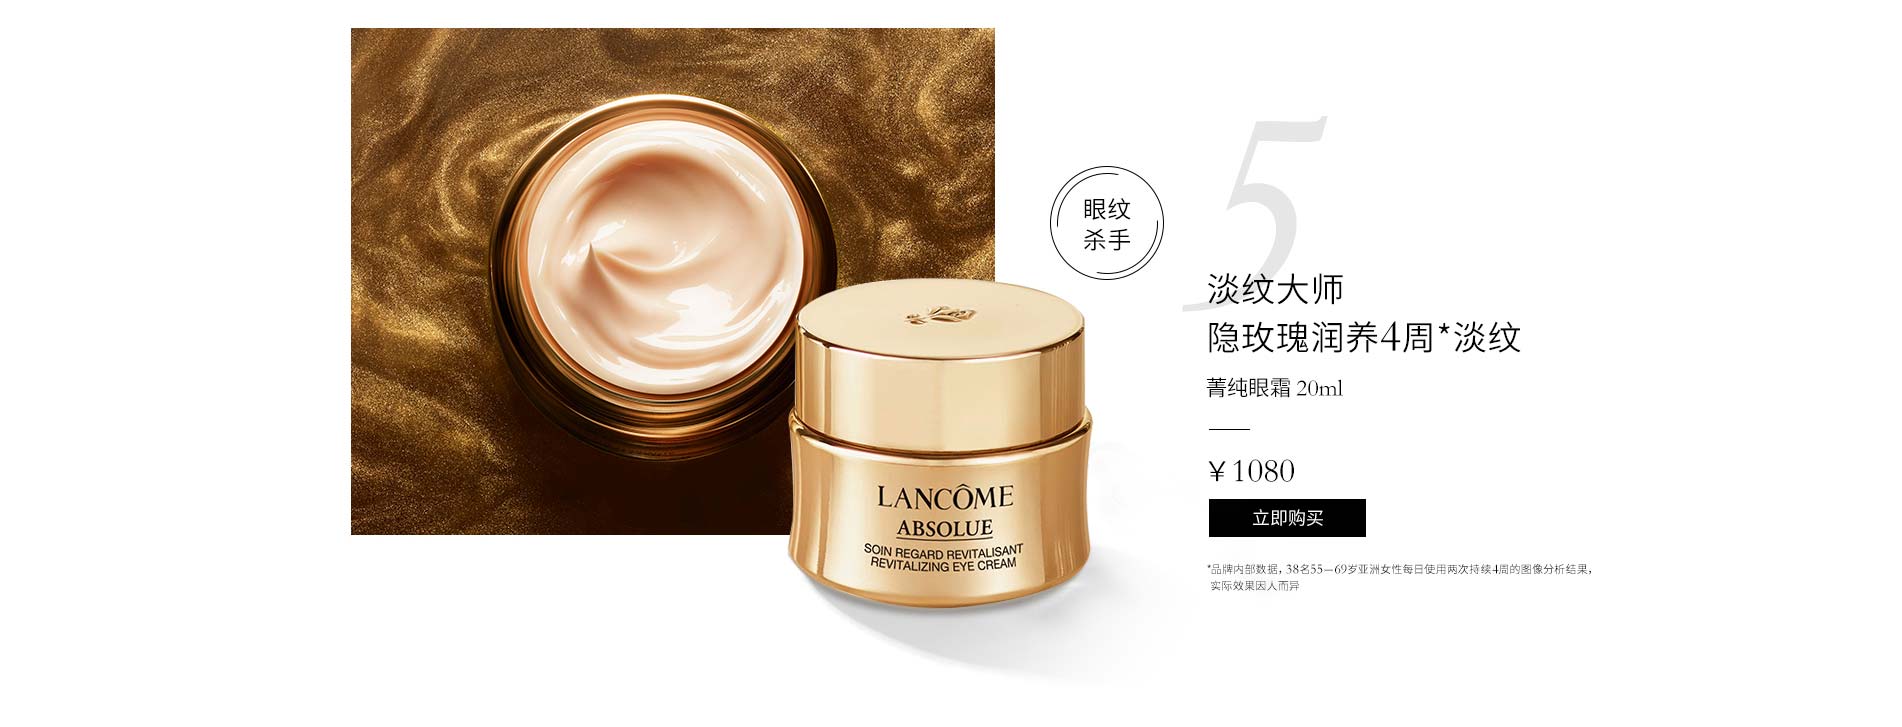 5
眼纹
杀手
淡纹大师
隐玫瑰润养4周*淡纹
菁纯眼霜 20ml
¥1080
立即购买
*品牌内部数据，38名55—69岁亚洲女性每日使用两次持续4周的图像分析结果，
实际效果因人而异
LANCÔME
ABSOLUE
SOIN REGARD REVITALISANT
REVITALIZING EYE CREAM